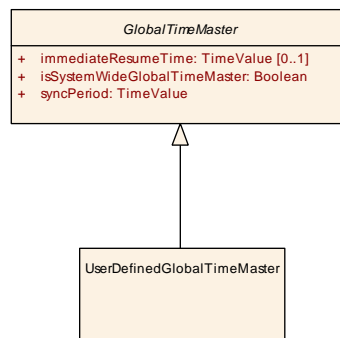 GlobalTimeMaster
+ immediateResumeTime: TimeValue [0..1]
+ isSystemWideGlobalTimeMaster: Boolean
+ syncPeriod: TimeValue
UserDefinedGlobalTimeMaster